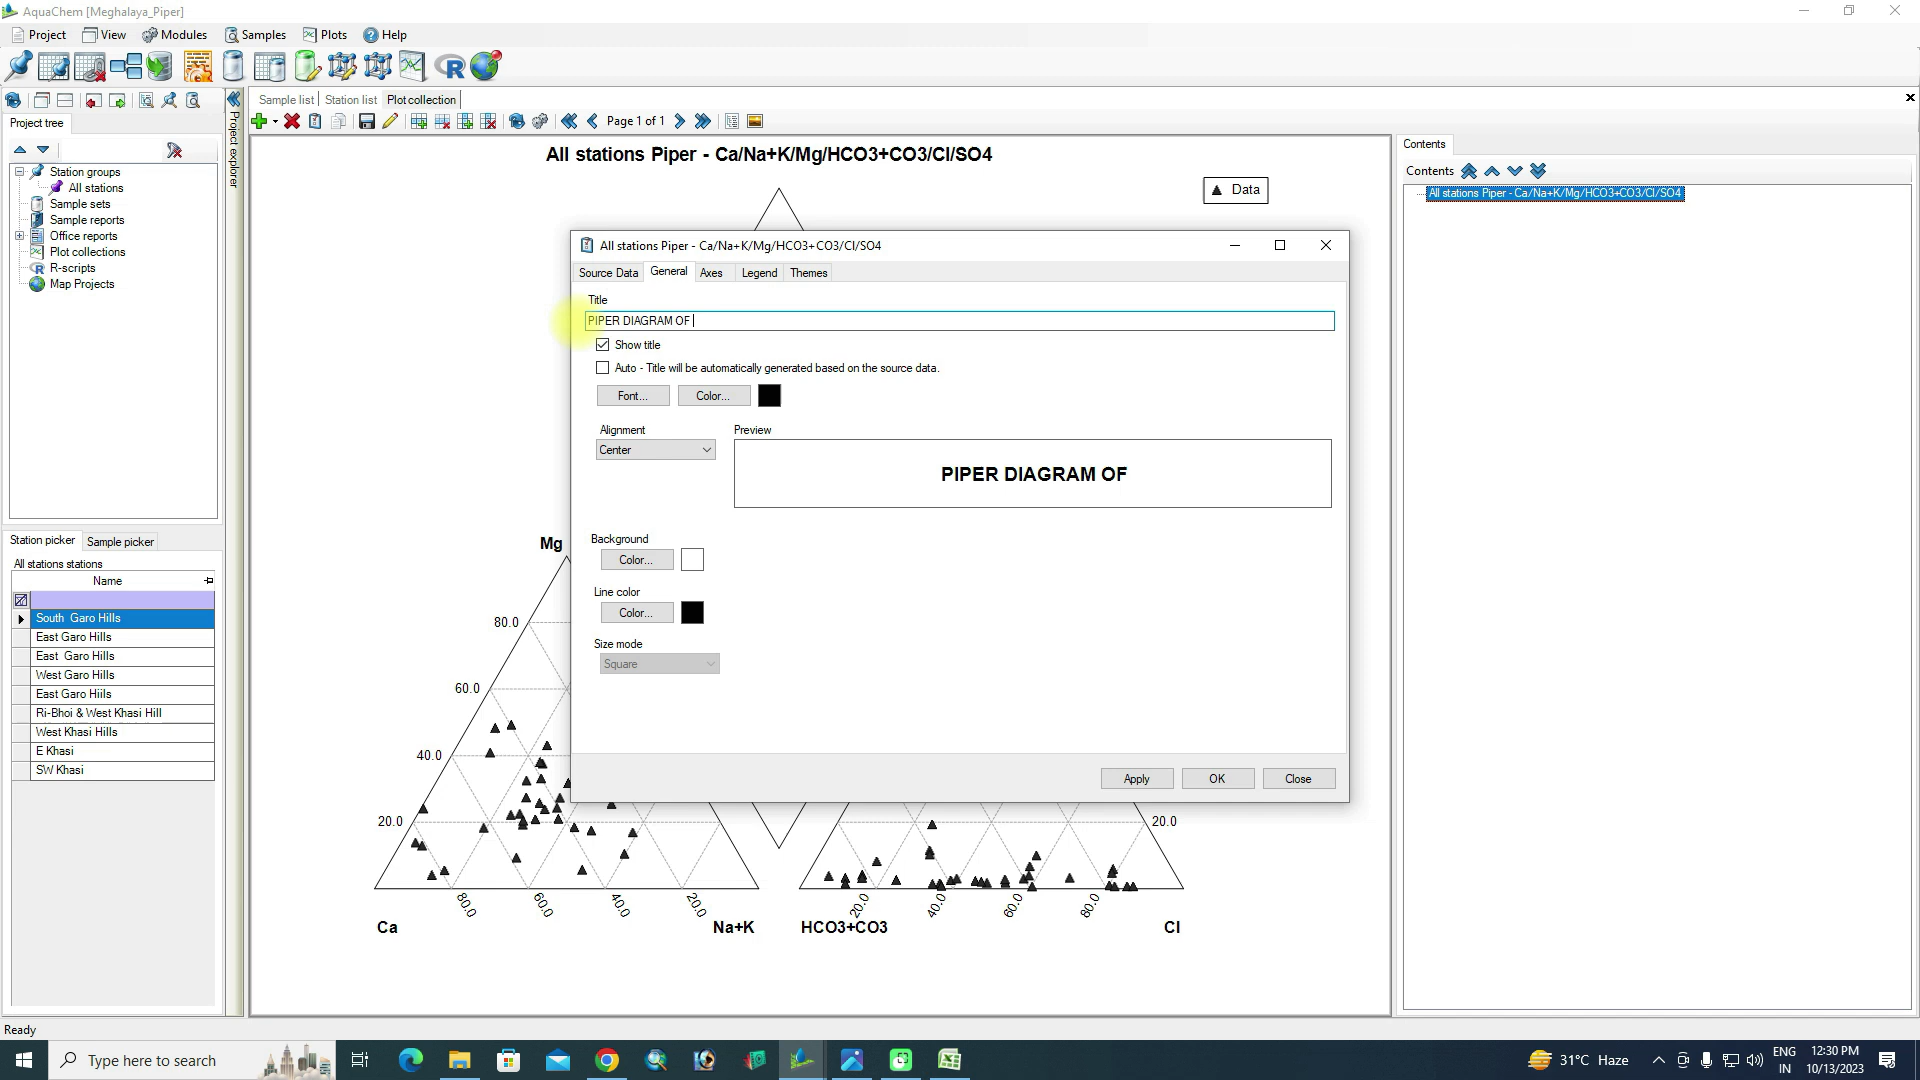 AquaChem [Meghalaya_Piper]
Project View Modules Samples Plots Help
Sample list Station list Plot collection
Project tree
Page 1 of 1
Station groups
All stations
Sample sets
Sample reports
Office reports
Plot collections
R-scripts
Map Projects
Project explorer
Station picker Sample picker
All stations stations
Name
South Garo Hills
East Garo Hills
East Garo Hills
West Garo Hiils
East Garo Hills
Ri-Bhoi & West Khasi Hill
West Khasi Hills
E Khasi
SW Khasi
All stations Piper - Ca/Na+K/Mg/HCO3+CO3/Cl/SO4
Data
All stations Piper - Ca/Na+K/Mg/HCO3+CO3/Cl/SO4
Source Data General Axes Legend Themes
Title
PIPER DIAGRAM OF
Show title
Auto - Title will be automatically generated based on the source data.
Font... Color...
Alignment
Center
Preview
PIPER DIAGRAM OF
Background
Color...
Line color
Color...
Size mode
Square
Apply OK Close
Mg
80.0
60.0
40.0
20.0
20.0
80.0 60.0 40.0 20.0
20.0 40.0 60.0 80.0
Ca Na+K HCO3+CO3 Cl
Contents
Contents
All stations Piper - Ca/Na+K/Mg/HCO3+CO3/Cl/SO4
Ready
Type here to search
31°C Haze
ENG
IN
12:30 PM
10/13/2023